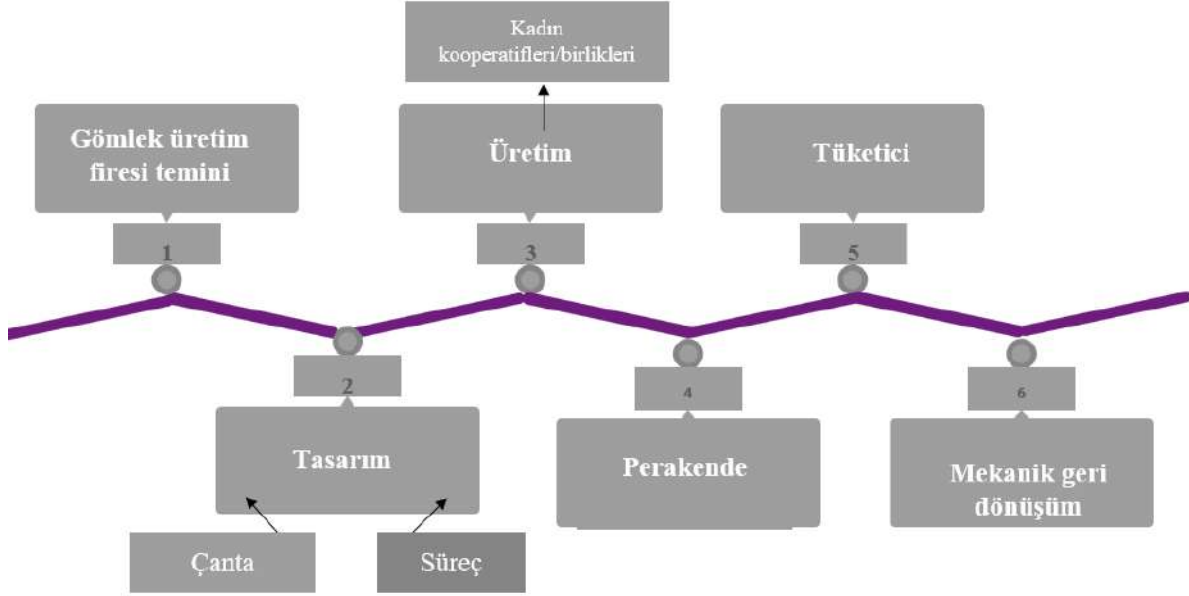 Kadın
kooperatifleri/birlikleri
Gömlek üretim
firesi temini
Üretim
Tüketici
1
3
5
2
4
6
Tasarım
Perakende
Mekanik geri
dönüşüm
Çanta
Süreç